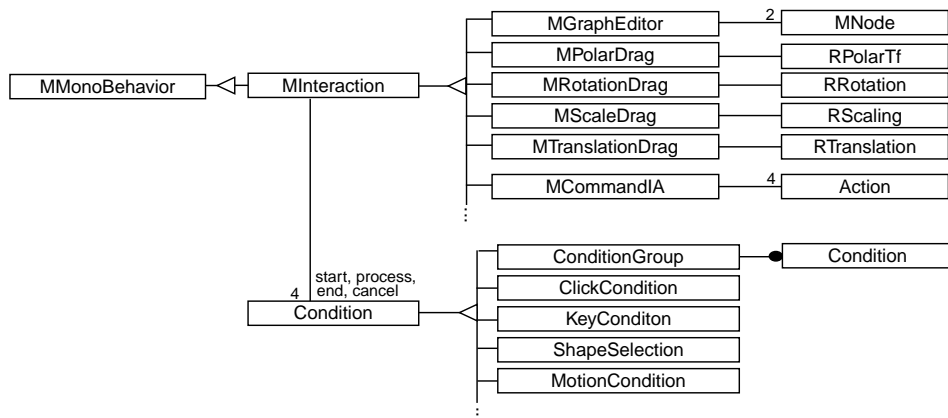 MGraphEditor
2
MNode
MPolarDrag
RPolarTf
MMonoBehavior
MInteraction
MRotationDrag
RRotation
MScaleDrag
RScaling
MTranslationDrag
RTranslation
MCommandIA
4
Action
...
ConditionGroup
Condition
start, process,
end, cancel
4
Condition
ClickCondition
KeyConditon
ShapeSelection
MotionCondition
...